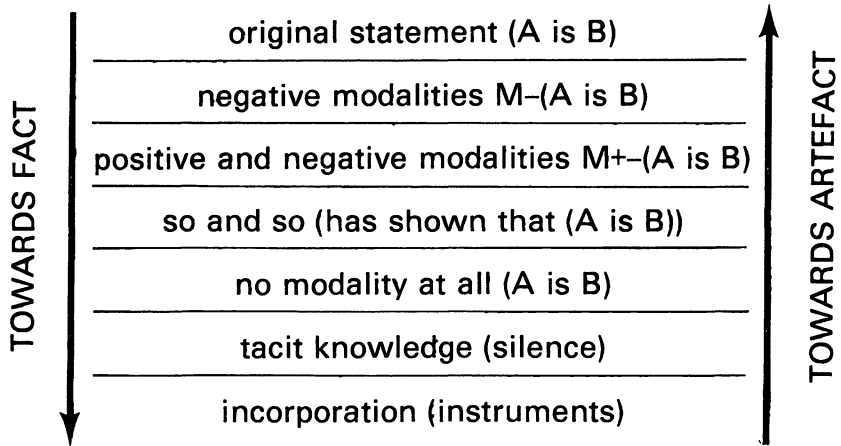 TOWARDS FACT
original statement (A is B)
negative modalities M–(A is B)
positive and negative modalities M+–(A is B)
so and so (has shown that (A is B))
no modality at all (A is B)
tacit knowledge (silence)
incorporation (instruments)
TOWARDS ARTEFACT